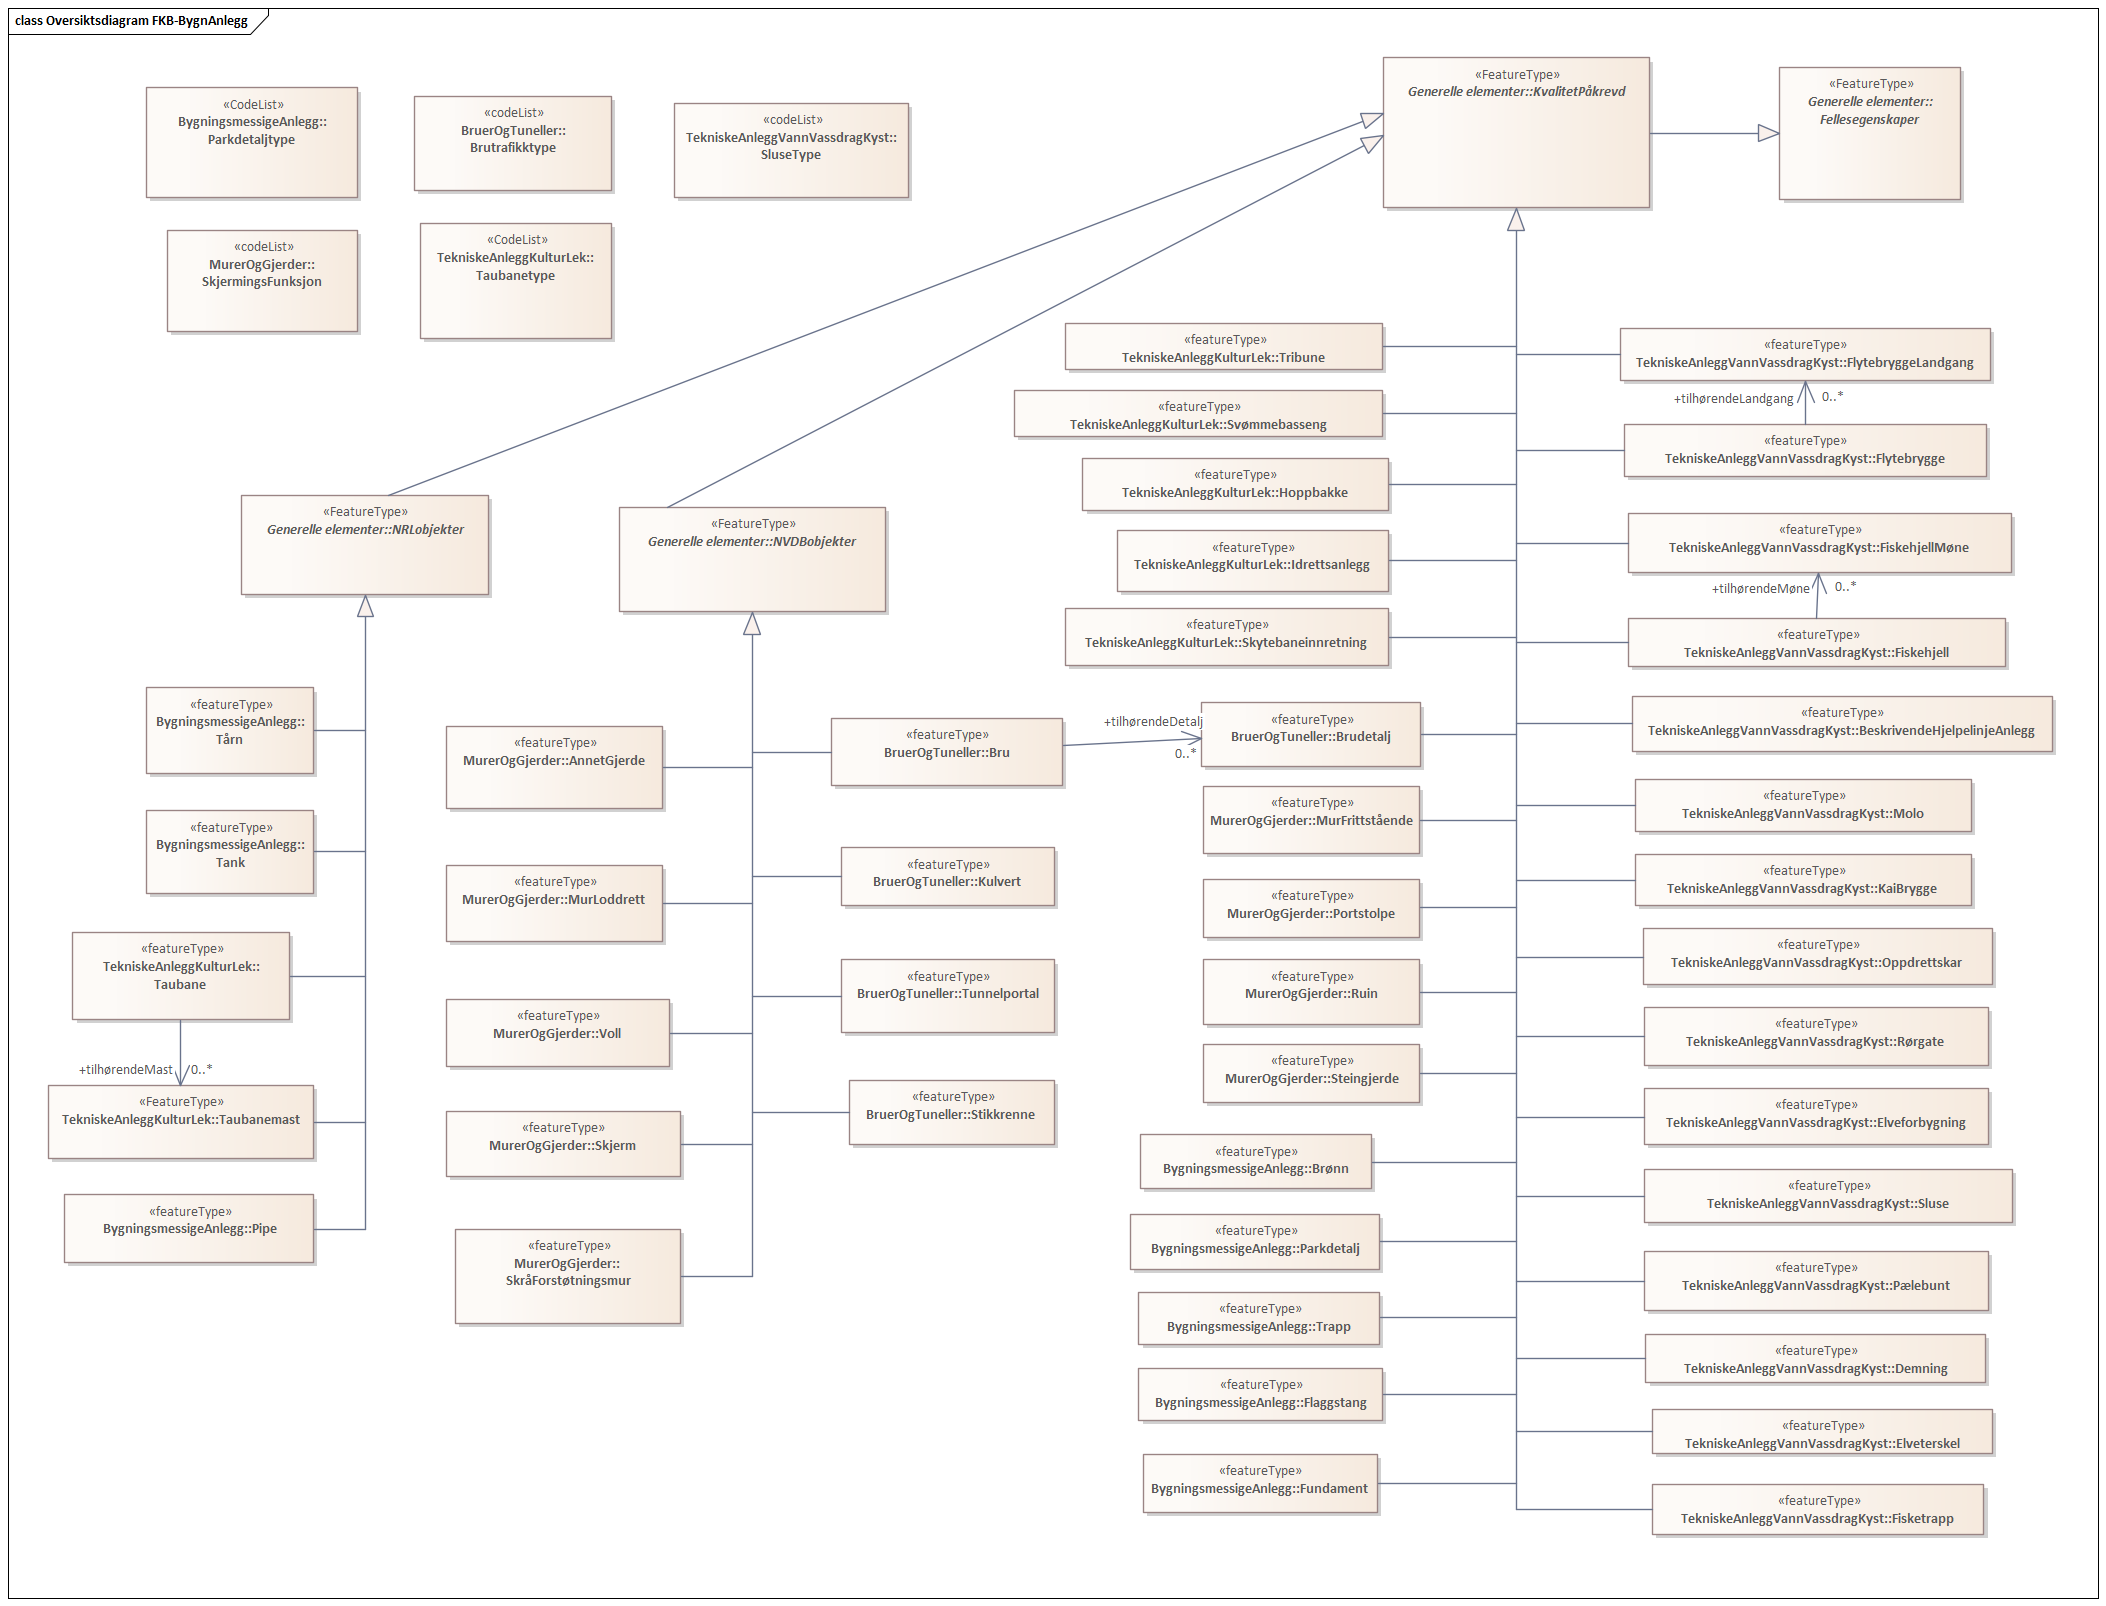 class Oversiktsdiagram FKB-BygnAnlegg
«CodeList»
BygningsmessigeAnlegg::
Parkdetaljtype
«codeList»
BruerOgTuneller::
Brutrafikktype
«codeList»
TekniskeAnleggVannVassdragKyst::
SluseType
«codeList»
MurerOgGjerder::
SkjermingsFunksjon
«CodeList»
TekniskeAnleggKulturLek::
Taubanetype
«FeatureType»
Generelle elementer::KvalitetPåkrevd
«FeatureType»
Generelle elementer::
Fellesegenskaper
«FeatureType»
Generelle elementer::NRLobjekter
«FeatureType»
Generelle elementer::NVDBobjekter
«featureType»
BygningsmessigeAnlegg::
Tårn
«featureType»
BygningsmessigeAnlegg::
Tank
«featureType»
TekniskeAnleggKulturLek::
Taubane
+tilhørendeMast
0..*
«FeatureType»
TekniskeAnleggKulturLek::Taubanemast
«featureType»
BygningsmessigeAnlegg::Pipe
«featureType»
MurerOgGjerder::AnnetGjerde
«featureType»
MurerOgGjerder::MurLoddrett
«featureType»
MurerOgGjerder::Voll
«featureType»
MurerOgGjerder::Skjerm
«featureType»
MurerOgGjerder::
SkråForstøtningsmur
«featureType»
BruerOgTuneller::Bru
+tilhørendeDetalj
0..*
«featureType»
BruerOgTuneller::Kulvert
«featureType»
BruerOgTuneller::Tunnelportal
«featureType»
BruerOgTuneller::Stikkrenne
«featureType»
TekniskeAnleggKulturLek::Tribune
«featureType»
TekniskeAnleggKulturLek::Svømmebasseng
«featureType»
TekniskeAnleggKulturLek::Hoppbakke
«featureType»
TekniskeAnleggKulturLek::Idrettsanlegg
«featureType»
TekniskeAnleggKulturLek::Skytebaneinnretning
«featureType»
BruerOgTuneller::Brudetalj
«featureType»
MurerOgGjerder::MurFrittstående
«featureType»
MurerOgGjerder::Portstolpe
«featureType»
MurerOgGjerder::Ruin
«featureType»
MurerOgGjerder::Steingjerde
«featureType»
BygningsmessigeAnlegg::Brønn
«featureType»
BygningsmessigeAnlegg::Parkdetalj
«featureType»
BygningsmessigeAnlegg::Trapp
«featureType»
BygningsmessigeAnlegg::Flaggstang
«featureType»
BygningsmessigeAnlegg::Fundament
«featureType»
TekniskeAnleggVannVassdragKyst::FlytebryggeLandgang
+tilhørendeLandgang
0..*
«featureType»
TekniskeAnleggVannVassdragKyst::Flytebrygge
«featureType»
TekniskeAnleggVannVassdragKyst::FiskehjellMøne
+tilhørendeMøne
0..*
«featureType»
TekniskeAnleggVannVassdragKyst::Fiskehjell
«featureType»
TekniskeAnleggVannVassdragKyst::BeskrivendeHjelpelinjeAnlegg
«featureType»
TekniskeAnleggVannVassdragKyst::Molo
«featureType»
TekniskeAnleggVannVassdragKyst::KaiBrygge
«featureType»
TekniskeAnleggVannVassdragKyst::Oppdrettskar
«featureType»
TekniskeAnleggVannVassdragKyst::Rørgate
«featureType»
TekniskeAnleggVannVassdragKyst::Elveforbygning
«featureType»
TekniskeAnleggVannVassdragKyst::Sluse
«featureType»
TekniskeAnleggVannVassdragKyst::Pælebunt
«featureType»
TekniskeAnleggVannVassdragKyst::Demning
«featureType»
TekniskeAnleggVannVassdragKyst::Elveterskel
«featureType»
TekniskeAnleggVannVassdragKyst::Fisketrapp